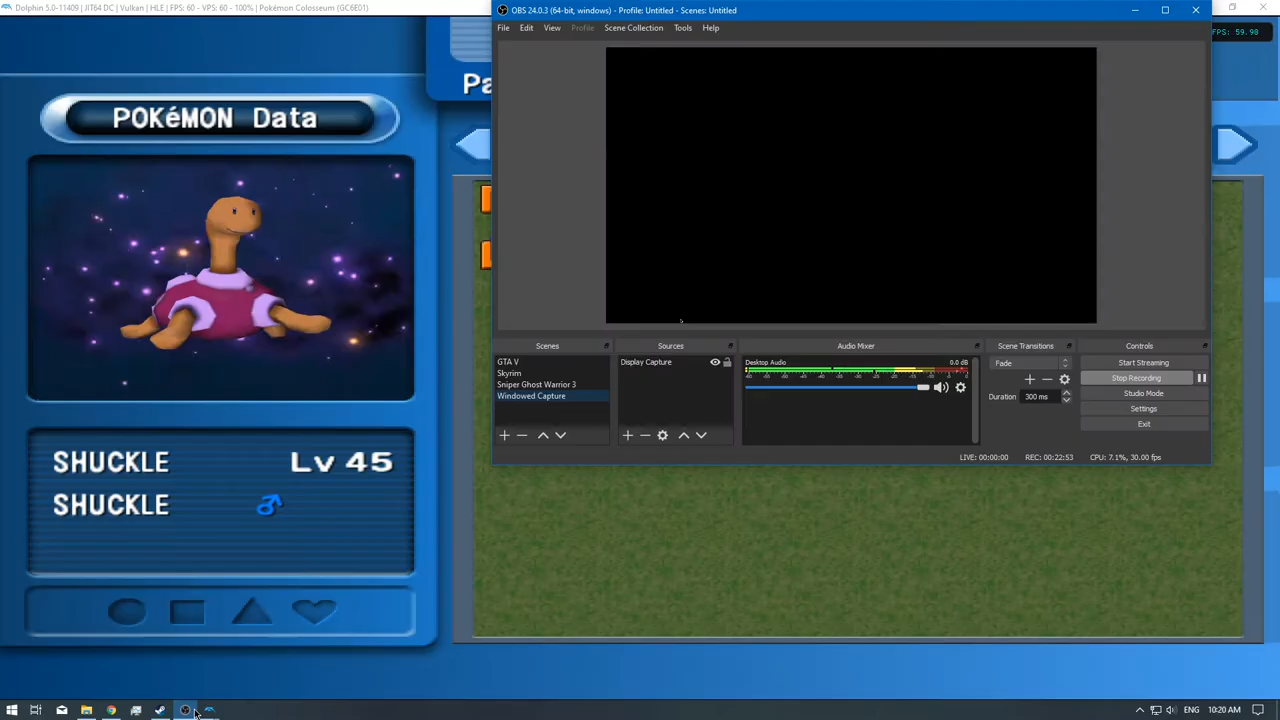 Dolphin 5.0-11409 | JIT64 DC | Vulkan | HLE | FPS: 60 - VPS: 60 - 100% | Pokémon Colosseum (GC6E01)
OBS 24.0.3 (64-bit, windows) - Profile: Untitled - Scenes: Untitled
File Edit View Profile Scene Collection Tools Help
FPS: 59.98
Pa
POKéMON Data
SHUCKLE Lv 45
SHUCKLE ♂
Scenes
GTA V
Skyrim
Sniper Ghost Warrior 3
Windowed Capture
Sources
Display Capture
Audio Mixer
Desktop Audio 0.0 dB
Scene Transitions
Fade
Duration 300 ms
Controls
Start Streaming
Stop Recording
Studio Mode
Settings
Exit
LIVE: 00:00:00 REC: 00:22:53 CPU: 7.1%, 30.00 fps
ENG 10:20 AM